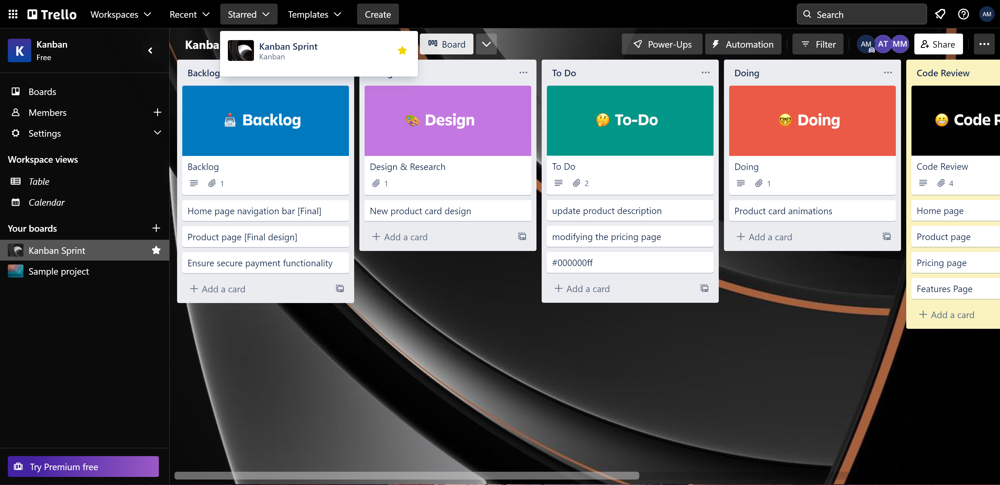 Trello
Workspaces
Recent
Starred
Templates
Create
Search
AM
K
Kanban
Free
Boards
Members
Settings
Workspace views
Table
Calendar
Your boards
Kanban Sprint
Sample project
Try Premium free
Kanba
Kanban Sprint
Kanban
Board
Power-Ups
Automation
Filter
AM
AT
MM
Share
Backlog
Backlog
Backlog
1
Home page navigation bar [Final]
Product page [Final design]
Ensure secure payment functionality
Add a card
Design
Design & Research
1
New product card design
Add a card
To Do
To-Do
To Do
2
update product description
modifying the pricing page
#000000ff
Add a card
Doing
Doing
Doing
1
Product card animations
Add a card
Code Review
Code R
Code Review
4
Home page
Product page
Pricing page
Features Page
Add a card